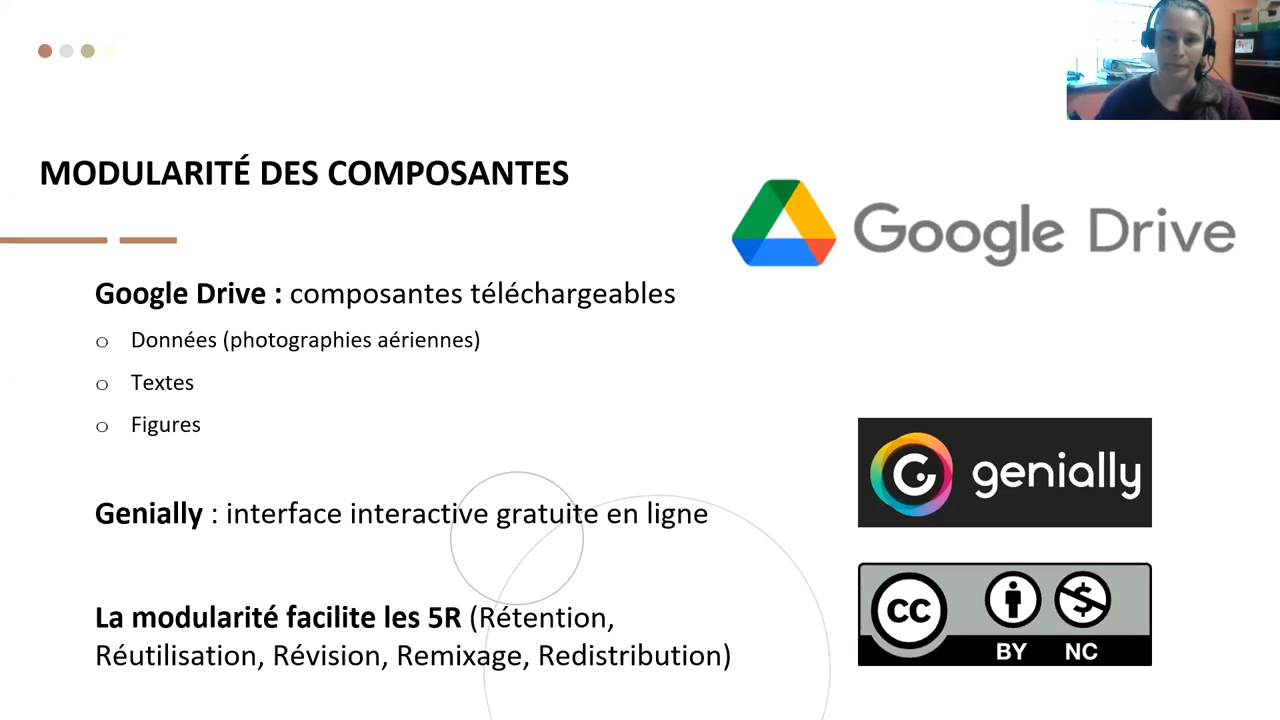 MODULARITÉ DES COMPOSANTES
Google Drive
Google Drive : composantes téléchargeables
o Données (photographies aériennes)
o Textes
o Figures
genially
Genially : interface interactive gratuite en ligne
La modularité facilite les 5R (Rétention,
Réutilisation, Révision, Remixage, Redistribution)
CC
BY NC